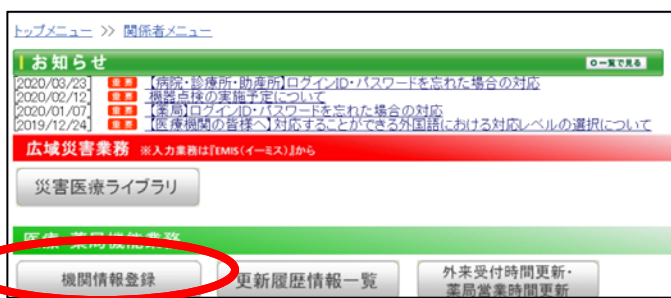 トップメニュー >> 関係者メニュー
お知らせ
一覧で見る
[2020/03/23] 重要 【病院・診療所・助産所】ログインID・パスワードを忘れた場合の対応
[2020/02/12] 重要 機器点検の実施予定について
[2020/01/07] 重要 【薬局】ログインID・パスワードを忘れた場合の対応
[2019/12/24] 重要 【医療機関の皆様へ】対応することができる外国語における対応レベルの選択について
広域災害業務 ※入力業務は『EMIS(イーミス)』から
災害医療ライブラリ
医療・薬局機能業務
機関情報登録
更新履歴情報一覧
外来受付時間更新・
薬局営業時間更新